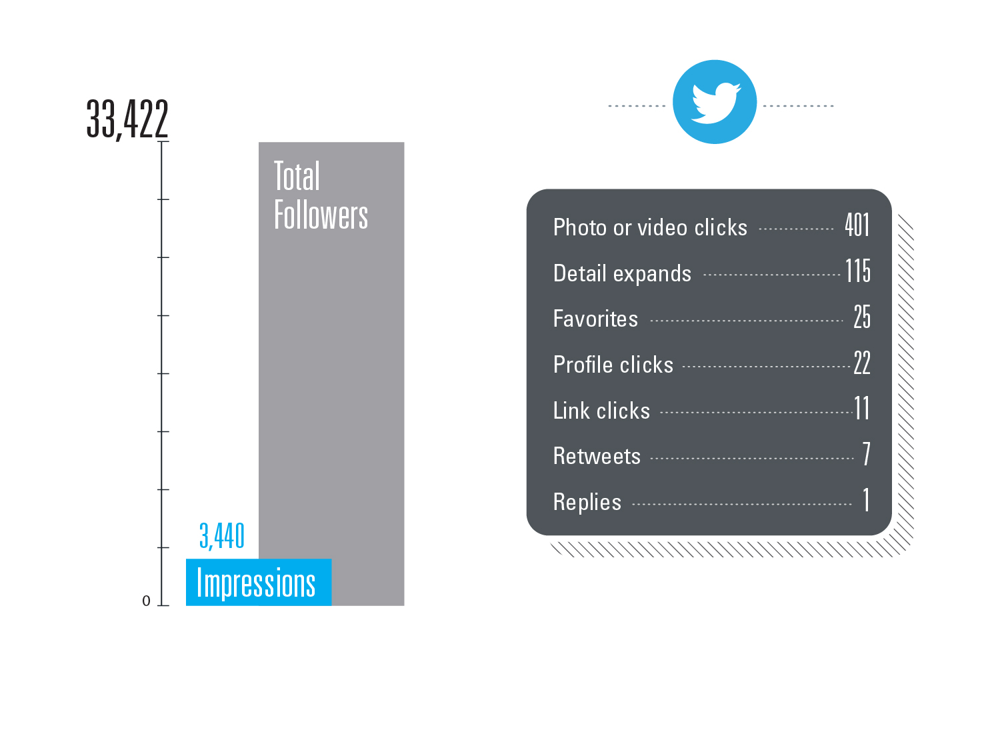 33,422
Total
Followers
3,440
Impressions
0
Photo or video clicks 401
Detail expands 115
Favorites 25
Profile clicks 22
Link clicks 11
Retweets 7
Replies 1